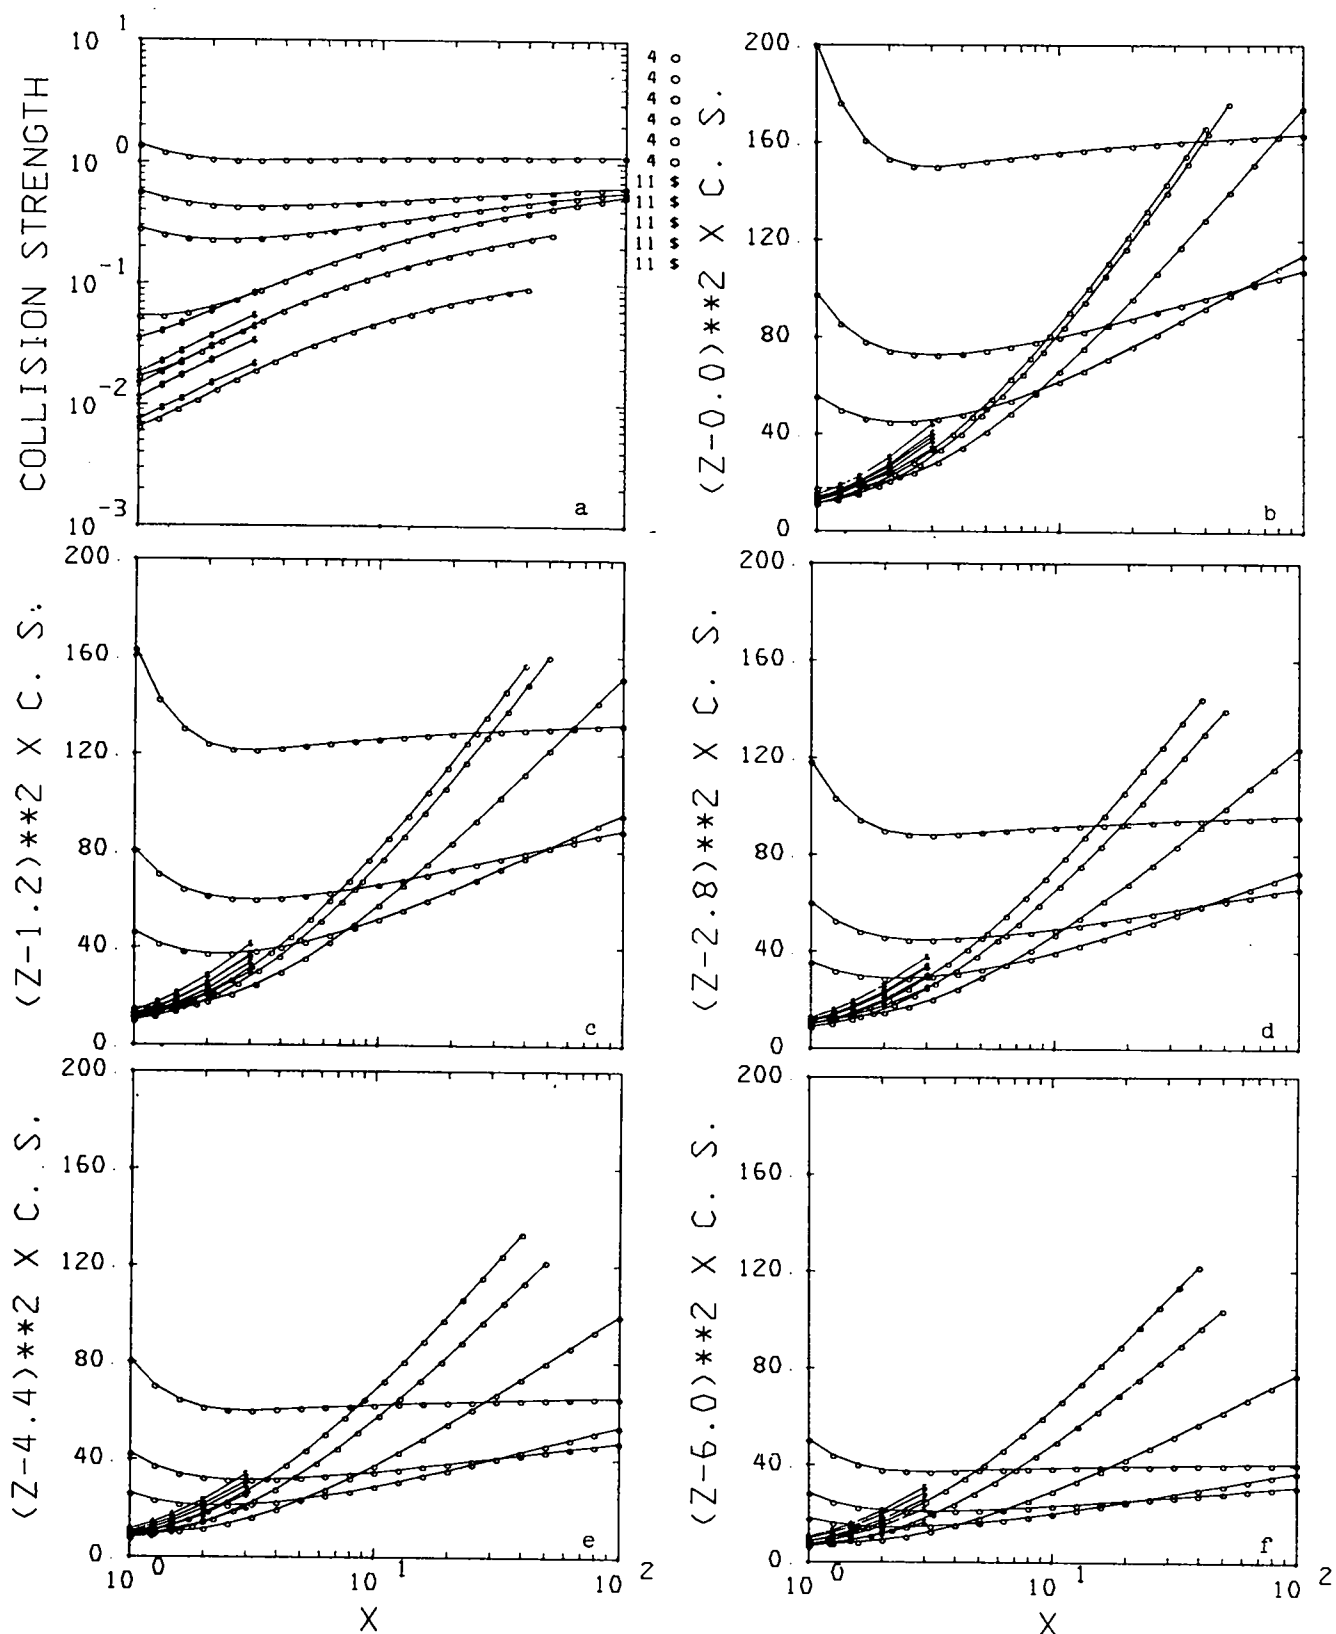 COLLISION STRENGTH
10 1
10 0
10 -1
10 -2
10 -3
4 o
4 o
4 o
4 o
4 o
4 o
11 $
11 $
11 $
11 $
11 $
a
(Z-0.0)**2 X C. S.
200.
160.
120.
80.
40.
0.
b
(Z-1.2)**2 X C. S.
200.
160.
120.
80.
40.
0.
c
(Z-2.8)**2 X C. S.
200.
160.
120.
80.
40.
0.
d
(Z-4.4)**2 X C. S.
200.
160.
120.
80.
40.
0.
e
10 0
10 1
10 2
X
(Z-6.0)**2 X C. S.
200.
160.
120.
80.
40.
0.
f
10 0
10 1
10 2
X